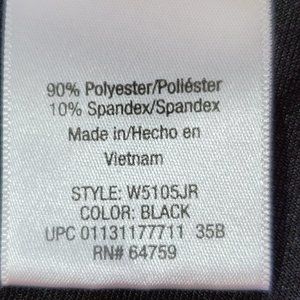 90% Polyester/Poliéster
10% Spandex/Spandex
Made in/Hecho en
Vietnam
STYLE: W5105JR
COLOR: BLACK
UPC 01131177711 35B
RN# 64759